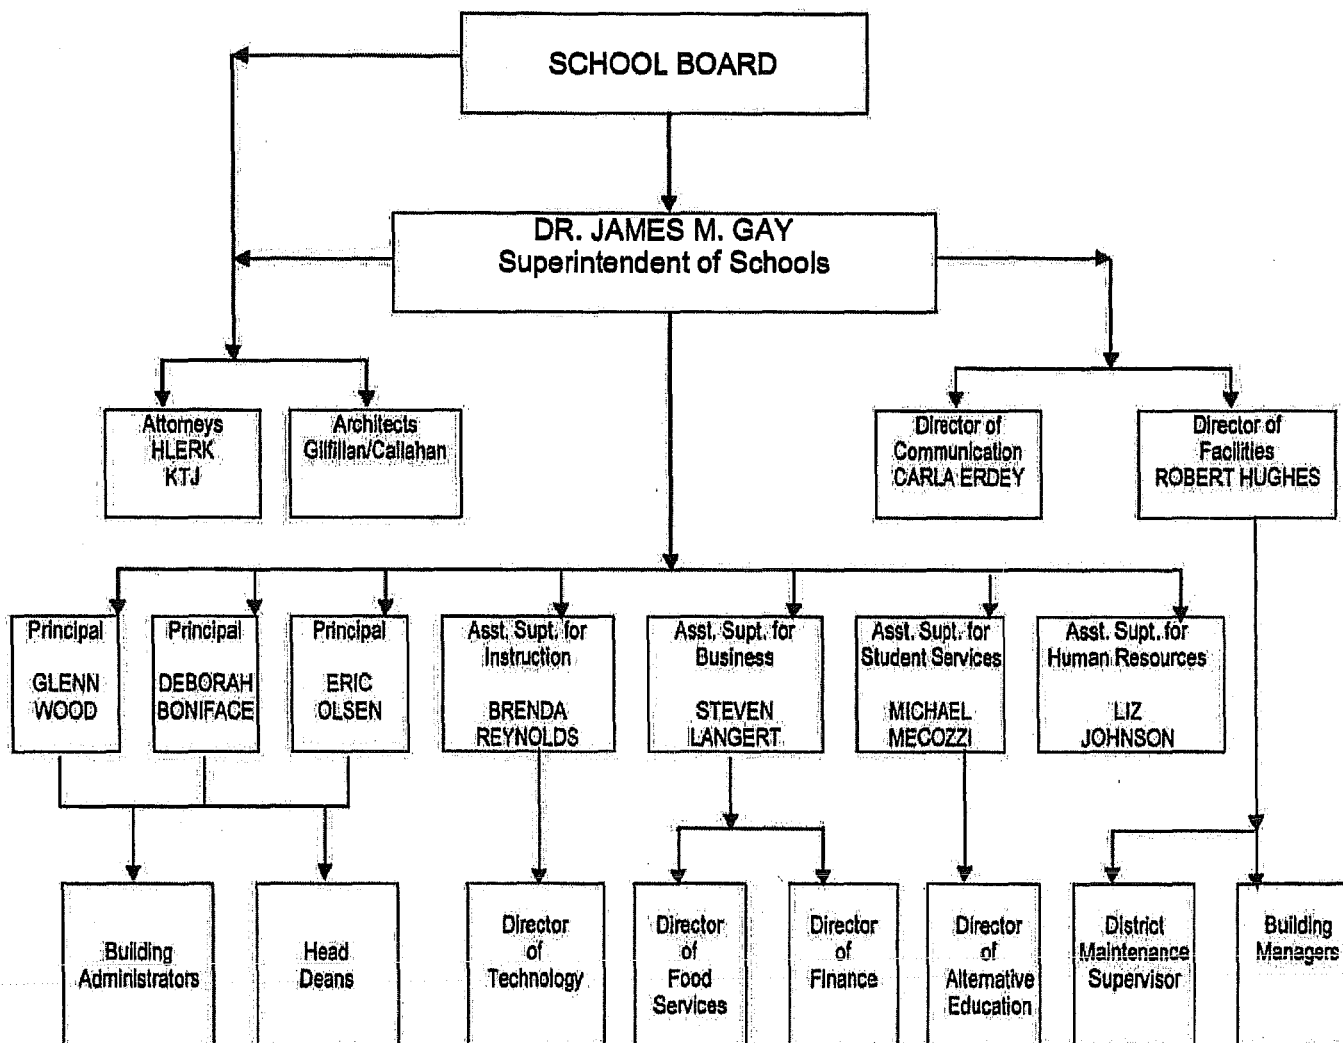 SCHOOL BOARD
DR. JAMES M. GAY
Superintendent of Schools
Attorneys
HLERK
KTJ
Architects
Gilfillan/Callahan
Director of
Communication
CARLA ERDEY
Director of
Facilities
ROBERT HUGHES
Principal
GLENN
WOOD
Principal
DEBORAH
BONIFACE
Principal
ERIC
OLSEN
Asst. Supt. for
Instruction
BRENDA
REYNOLDS
Asst. Supt. for
Business
STEVEN
LANGERT
Asst. Supt. for
Student Services
MICHAEL
MECOZZI
Asst. Supt. for
Human Resources
LIZ
JOHNSON
Building
Administrators
Head
Deans
Director
of
Technology
Director
of
Food
Services
Director
of
Finance
Director
of
Alternative
Education
District
Maintenance
Supervisor
Building
Managers